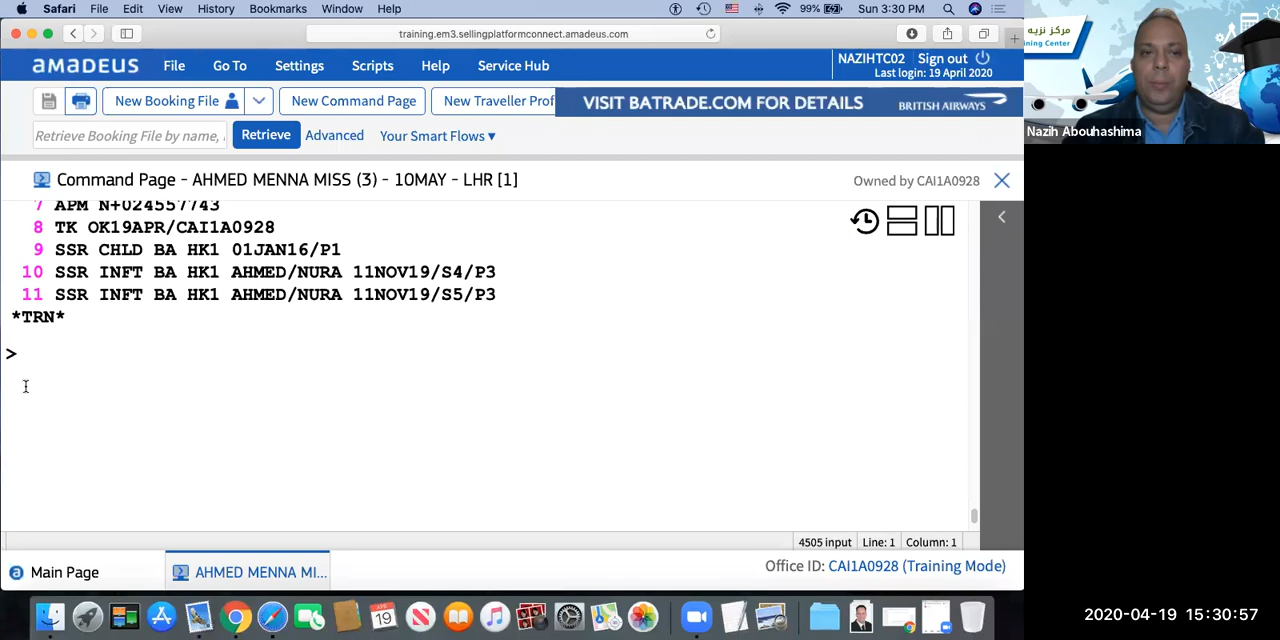 Safari File Edit View History Bookmarks Window Help 99% Sun 3:30 PM
training.em3.sellingplatformconnect.amadeus.com
amadeus File Go To Settings Scripts Help Service Hub NAZIHTC02 Sign out
Last login: 19 April 2020
New Booking File New Command Page New Traveller Prof VISIT BATRADE.COM FOR DETAILS BRITISH AIRWAYS
Retrieve Booking File by name, Retrieve Advanced Your Smart Flows ▾
Command Page - AHMED MENNA MISS (3) - 10MAY - LHR [1] Owned by CAI1A0928
7 APM N+024557743
8 TK OK19APR/CAI1A0928
9 SSR CHLD BA HK1 01JAN16/P1
10 SSR INFT BA HK1 AHMED/NURA 11NOV19/S4/P3
11 SSR INFT BA HK1 AHMED/NURA 11NOV19/S5/P3
*TRN*
>
4505 input Line: 1 Column: 1
Main Page AHMED MENNA MI... Office ID: CAI1A0928 (Training Mode)
APR
19
مركز نزيه
ining Center
Nazih Abouhashima
2020-04-19 15:30:57